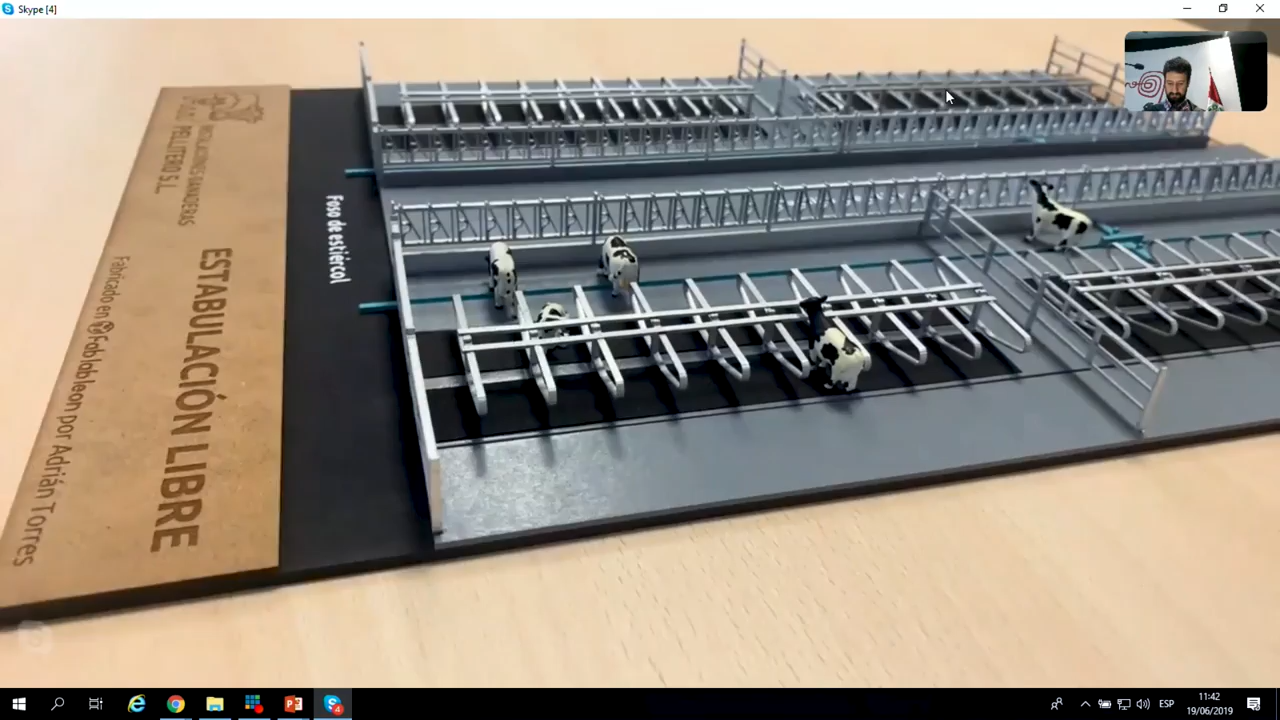 Skype [4]
INSTALACIONES GANADERAS
PELLITERO S.L.
ESTABULACIÓN LIBRE
Fabricado en Fablableon por Adrián Torres
Foso de estiércol
ESP
11:42
19/06/2019